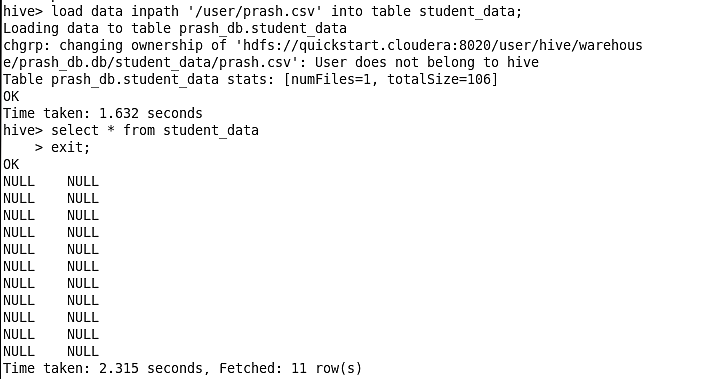 hive> load data inpath '/user/prash.csv' into table student_data;
Loading data to table prash_db.student_data
chgrp: changing ownership of 'hdfs://quickstart.cloudera:8020/user/hive/warehous
e/prash_db.db/student_data/prash.csv': User does not belong to hive
Table prash_db.student_data stats: [numFiles=1, totalSize=106]
OK
Time taken: 1.632 seconds
hive> select * from student_data
    > exit;
OK
NULL    NULL
NULL    NULL
NULL    NULL
NULL    NULL
NULL    NULL
NULL    NULL
NULL    NULL
NULL    NULL
NULL    NULL
NULL    NULL
NULL    NULL
Time taken: 2.315 seconds, Fetched: 11 row(s)